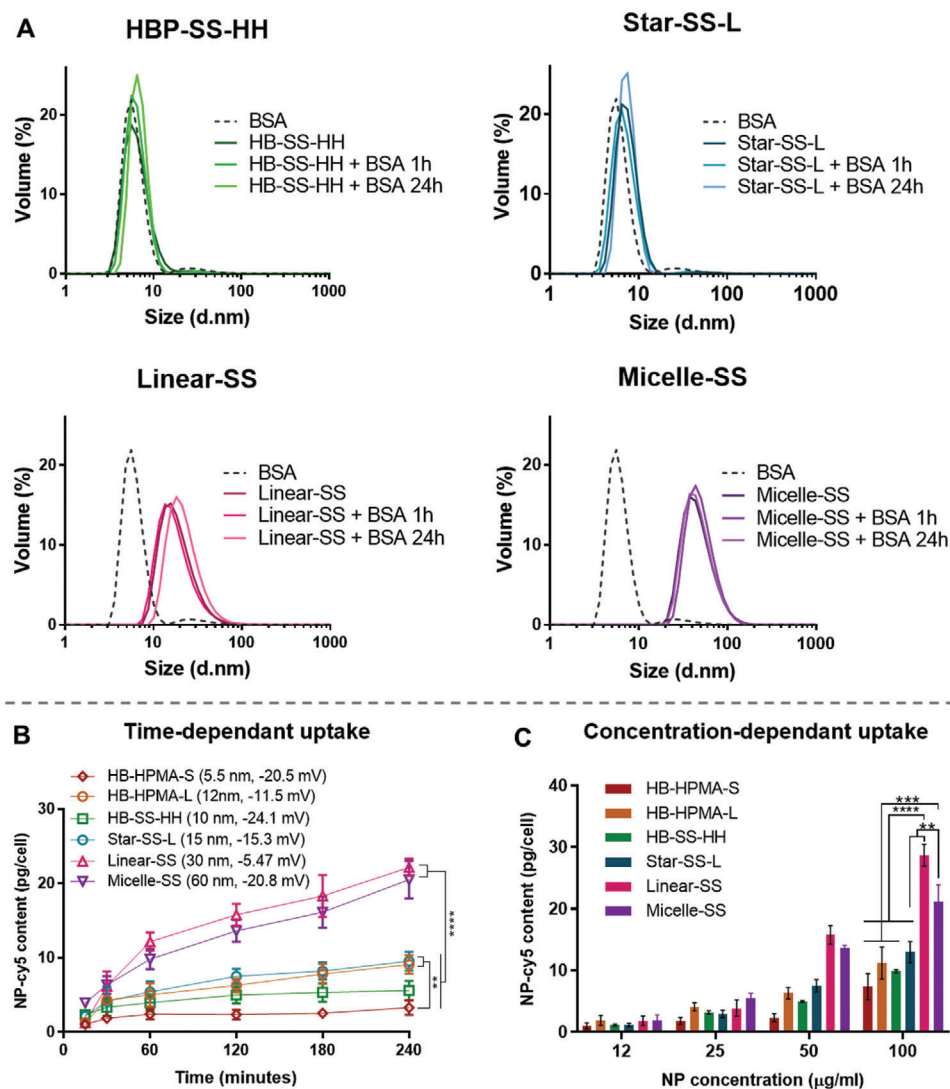 A
HBP-SS-HH
Volume (%)
20
10
0
BSA
HB-SS-HH
HB-SS-HH + BSA 1h
HB-SS-HH + BSA 24h
1 10 100 1000
Size (d.nm)
Star-SS-L
Volume (%)
20
10
0
BSA
Star-SS-L
Star-SS-L + BSA 1h
Star-SS-L + BSA 24h
1 10 100 1000
Size (d.nm)
Linear-SS
Volume (%)
20
10
0
BSA
Linear-SS
Linear-SS + BSA 1h
Linear-SS + BSA 24h
1 10 100 1000
Size (d.nm)
Micelle-SS
Volume (%)
20
10
0
BSA
Micelle-SS
Micelle-SS + BSA 1h
Micelle-SS + BSA 24h
1 10 100 1000
Size (d.nm)
B
Time-dependant uptake
NP-cy5 content (pg/cell)
30
20
10
0
HB-HPMA-S (5.5 nm, -20.5 mV)
HB-HPMA-L (12nm, -11.5 mV)
HB-SS-HH (10 nm, -24.1 mV)
Star-SS-L (15 nm, -15.3 mV)
Linear-SS (30 nm, -5.47 mV)
Micelle-SS (60 nm, -20.8 mV)
****
**
0 60 120 180 240
Time (minutes)
C
Concentration-dependant uptake
NP-cy5 content (pg/cell)
40
30
20
10
0
HB-HPMA-S
HB-HPMA-L
HB-SS-HH
Star-SS-L
Linear-SS
Micelle-SS
***
****
**
12 25 50 100
NP concentration (μg/ml)